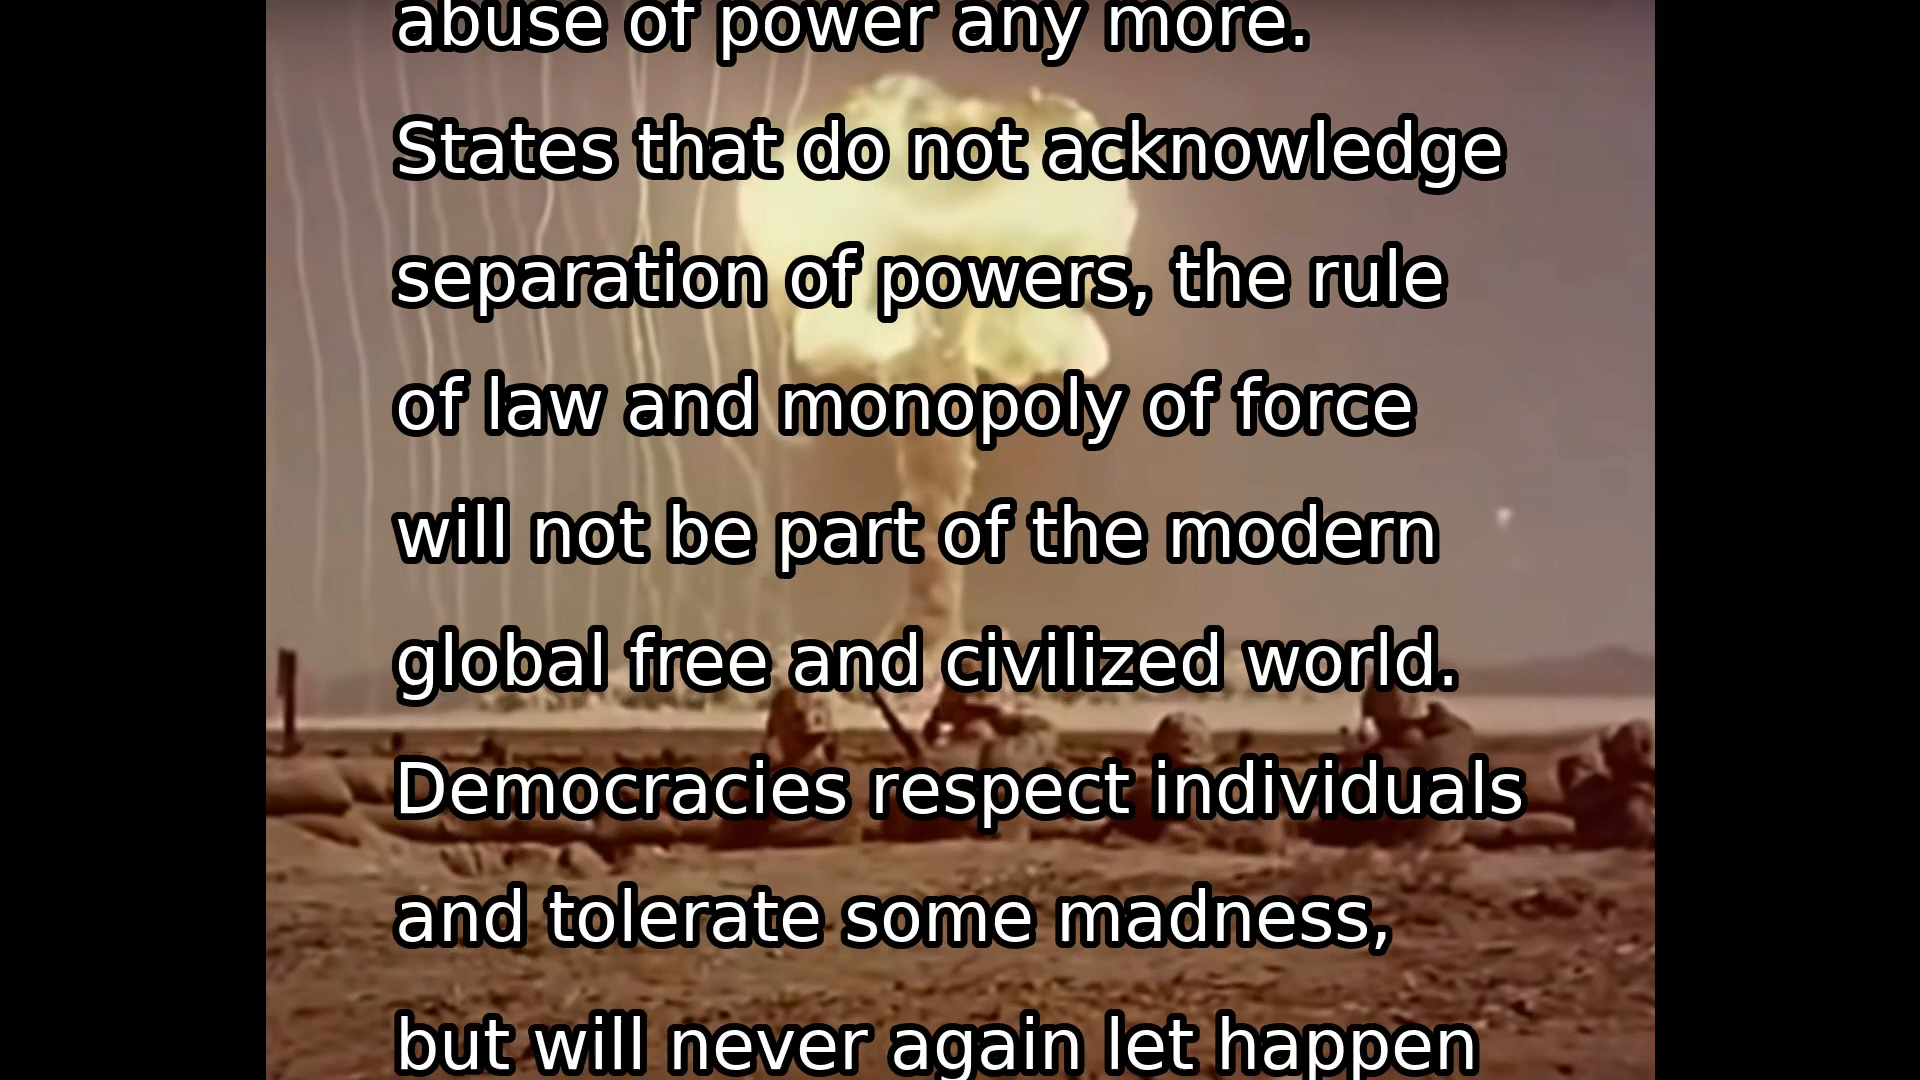 abuse of power any more.
States that do not acknowledge
separation of powers, the rule
of law and monopoly of force
will not be part of the modern
global free and civilized world.
Democracies respect individuals
and tolerate some madness,
but will never again let happen